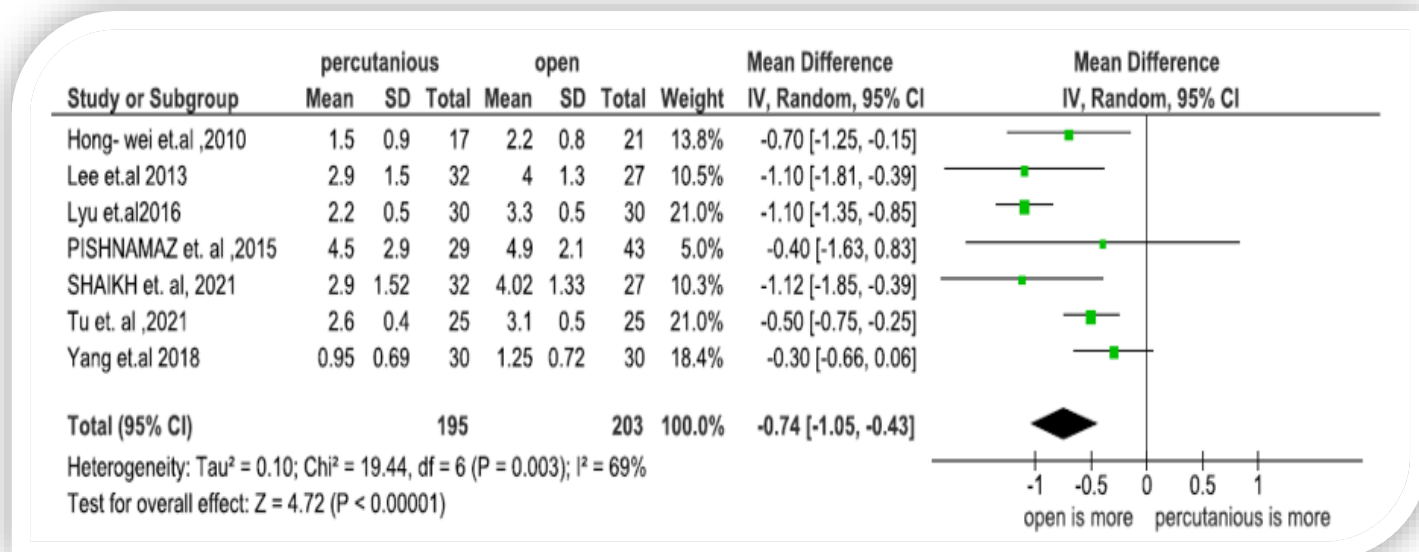 percutanious open Mean Difference Mean Difference
Study or Subgroup Mean SD Total Mean SD Total Weight IV, Random, 95% CI IV, Random, 95% CI
Hong- wei et.al ,2010 1.5 0.9 17 2.2 0.8 21 13.8% -0.70 [-1.25, -0.15]
Lee et.al 2013 2.9 1.5 32 4 1.3 27 10.5% -1.10 [-1.81, -0.39]
Lyu et.al2016 2.2 0.5 30 3.3 0.5 30 21.0% -1.10 [-1.35, -0.85]
PISHNAMAZ et. al ,2015 4.5 2.9 29 4.9 2.1 43 5.0% -0.40 [-1.63, 0.83]
SHAIKH et. al, 2021 2.9 1.52 32 4.02 1.33 27 10.3% -1.12 [-1.85, -0.39]
Tu et. al ,2021 2.6 0.4 25 3.1 0.5 25 21.0% -0.50 [-0.75, -0.25]
Yang et.al 2018 0.95 0.69 30 1.25 0.72 30 18.4% -0.30 [-0.66, 0.06]
Total (95% CI) 195 203 100.0% -0.74 [-1.05, -0.43]
Heterogeneity: Tau² = 0.10; Chi² = 19.44, df = 6 (P = 0.003); I² = 69%
Test for overall effect: Z = 4.72 (P < 0.00001)
-1 -0.5 0 0.5 1
open is more percutanious is more